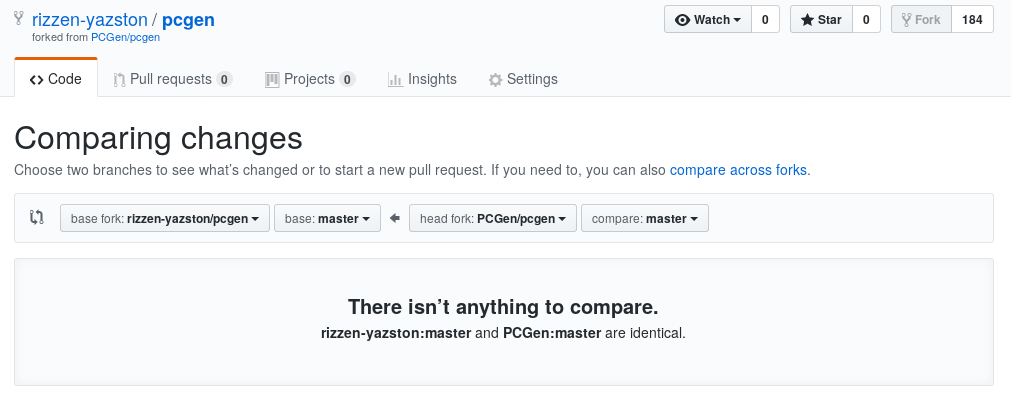 rizzen-yazston / pcgen
Watch 0 Star 0 Fork 184
forked from PCGen/pcgen
Code Pull requests 0 Projects 0 Insights Settings
Comparing changes
Choose two branches to see what’s changed or to start a new pull request. If you need to, you can also compare across forks.
base fork: rizzen-yazston/pcgen base: master head fork: PCGen/pcgen compare: master
There isn’t anything to compare.
rizzen-yazston:master and PCGen:master are identical.